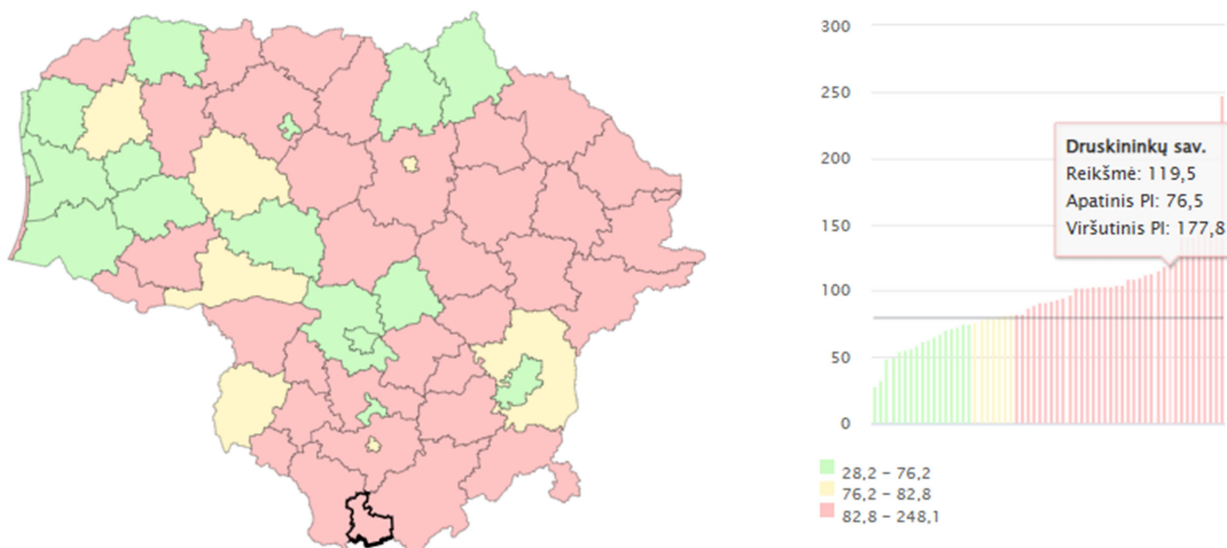 300
250
200
150
100
50
0
Druskininkų sav.
Reikšmė: 119,5
Apatinis PI: 76,5
Viršutinis PI: 177,8
28,2 – 76,2
76,2 – 82,8
82,8 – 248,1